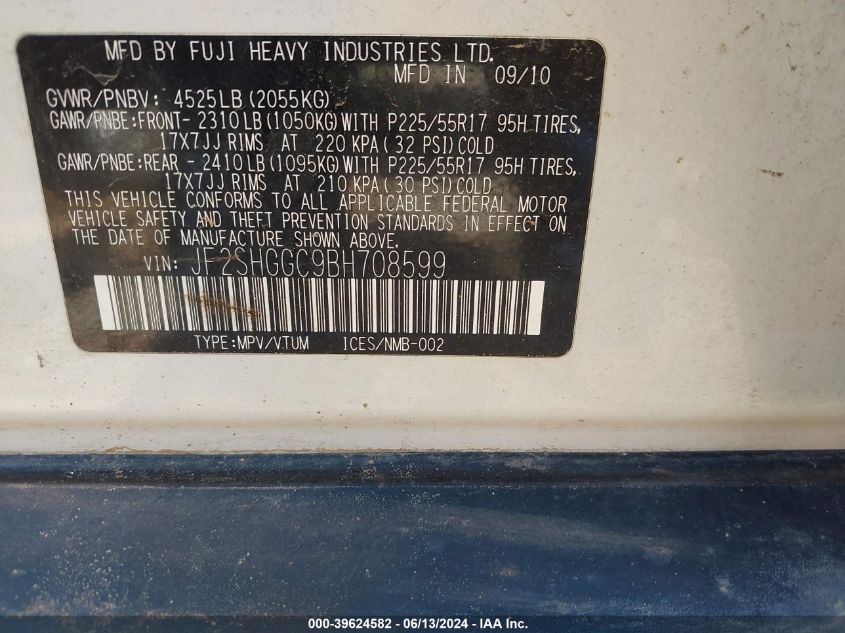 MFD BY FUJI HEAVY INDUSTRIES LTD.
MFD IN 09/10
GVWR/PNBV: 4525LB(2055KG)
GAWR/PNBE:FRONT- 2310LB(1050KG)WITH P225/55R17 95H TIRES,
17X7JJ RIMS AT 220 KPA(32 PSI)COLD
GAWR/PNBE:REAR - 2410LB(1095KG)WITH P225/55R17 95H TIRES,
17X7JJ RIMS AT 210 KPA(30 PSI)COLD
THIS VEHICLE CONFORMS TO ALL APPLICABLE FEDERAL MOTOR
VEHICLE SAFETY AND THEFT PREVENTION STANDARDS IN EFFECT ON
THE DATE OF MANUFACTURE SHOWN ABOVE.
VIN: JF2SHGGC9BH708599
TYPE:MPV/VTUM ICES/NMB-002
000-39624582 - 06/13/2024 - IAAI.com